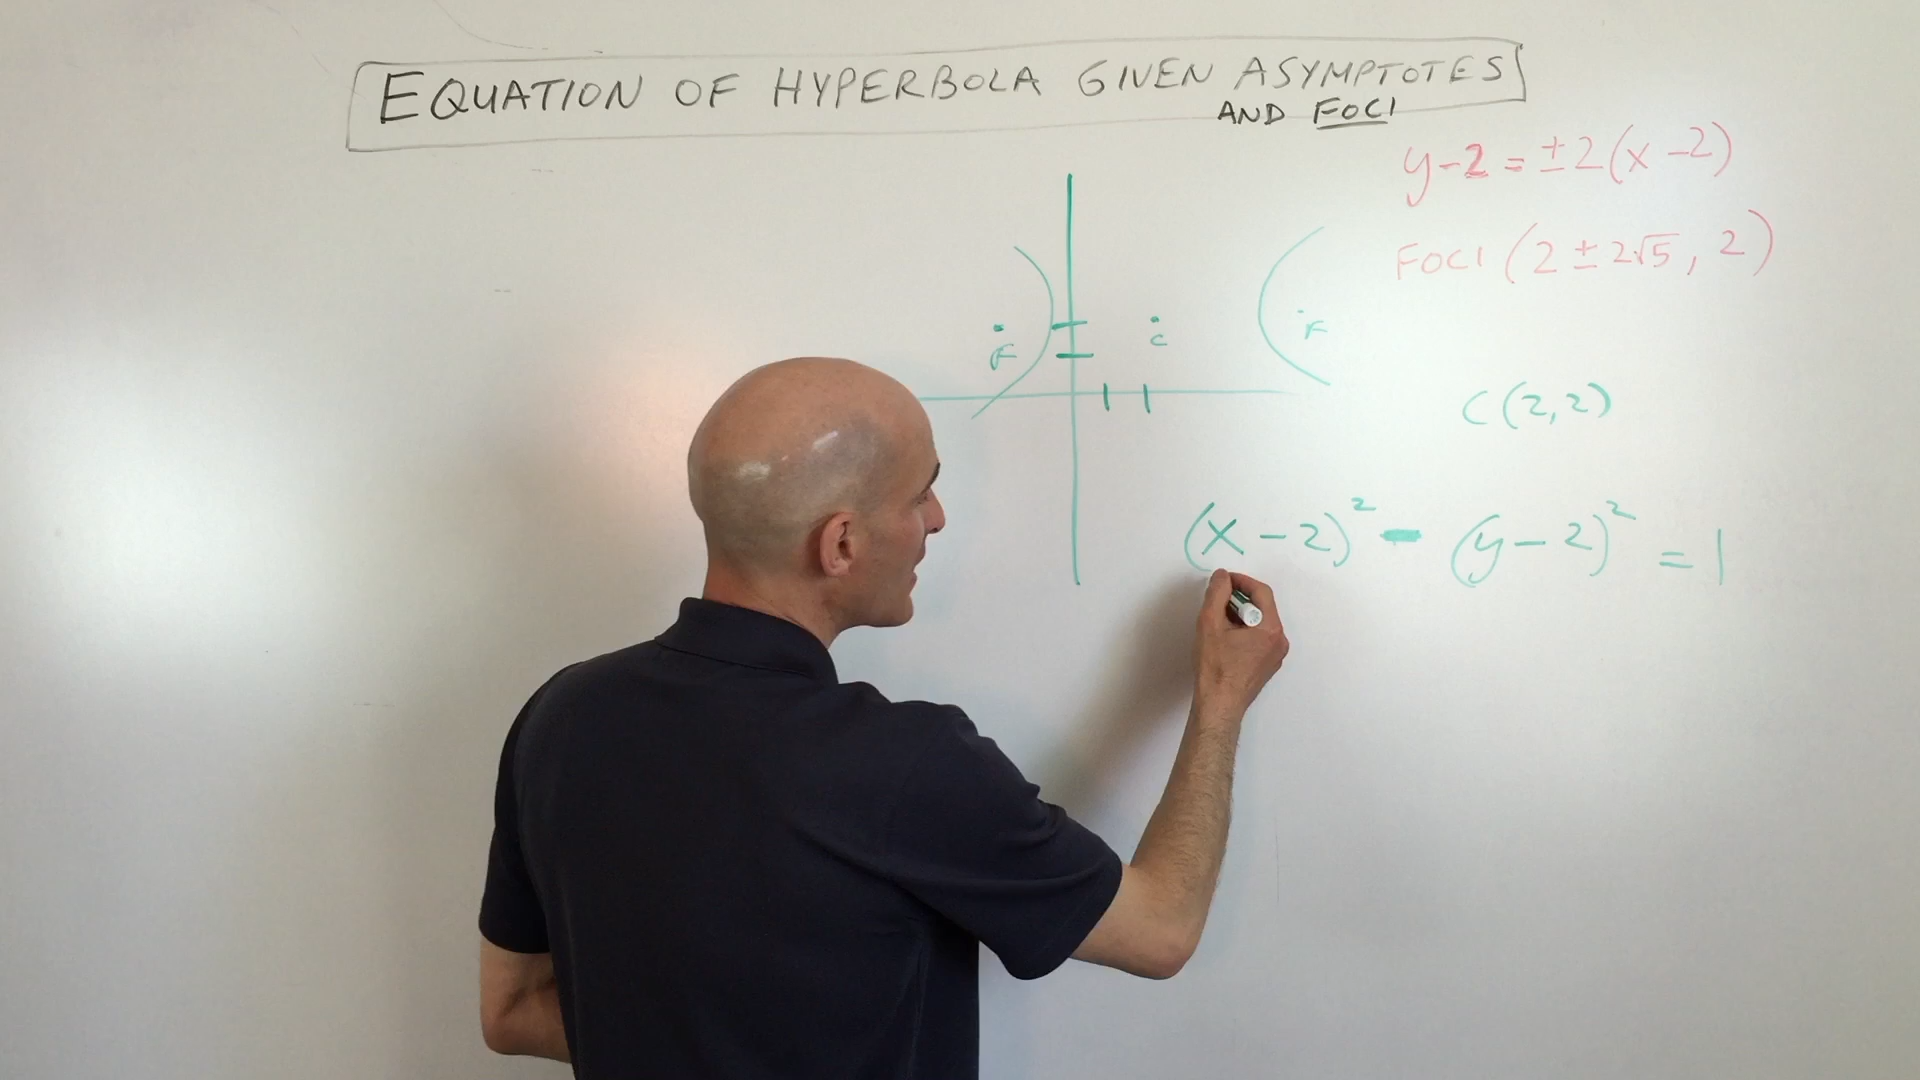 EQUATION OF HYPERBOLA GIVEN ASYMPTOTES
AND FOCI
y-2 = ±2(x-2)
FOCI (2 ± 2√5, 2)
F
C
F
C(2,2)
(x-2)² - (y-2)² = 1